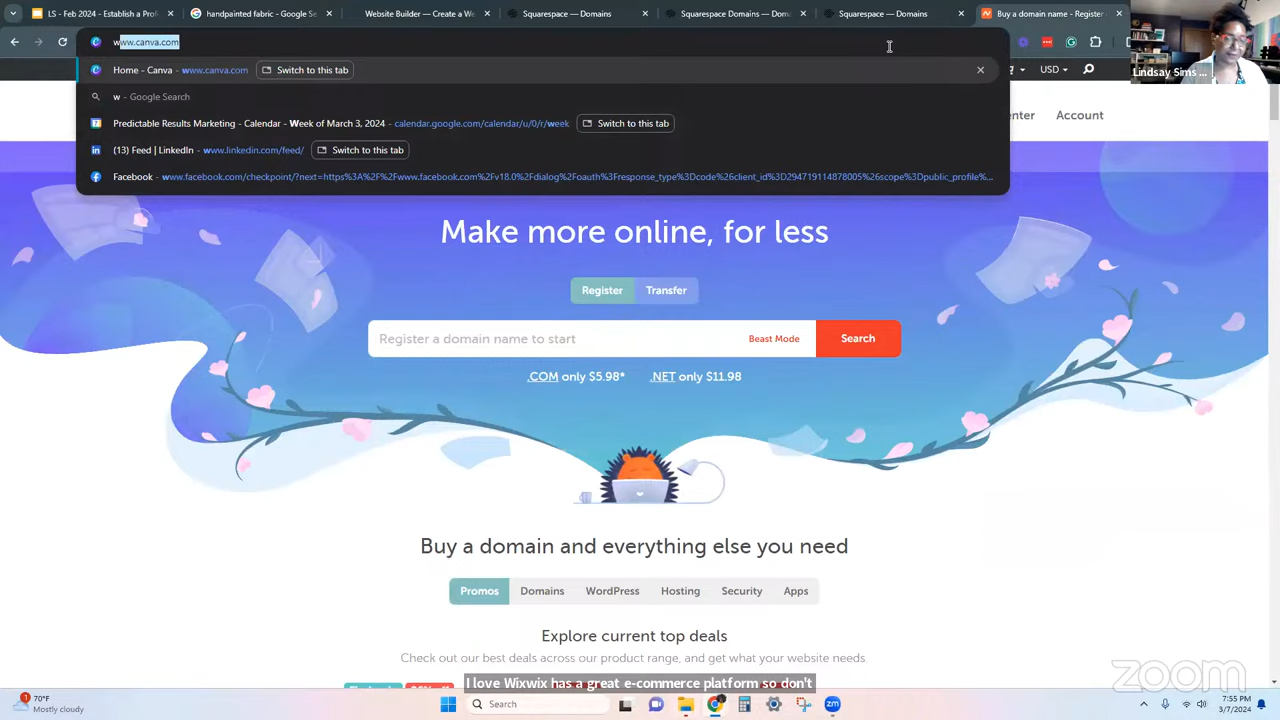 LS - Feb 2024 - Establish a Profe
handpainted fabric - Google Se
Website Builder — Create a We
Squarespace — Domains
Squarespace Domains — Dom
Squarespace — Domains
Buy a domain name - Register
www.canva.com
Home - Canva - www.canva.com Switch to this tab
w - Google Search
Predictable Results Marketing - Calendar - Week of March 3, 2024 - calendar.google.com/calendar/u/0/r/week Switch to this tab
(13) Feed | LinkedIn - www.linkedin.com/feed/ Switch to this tab
Facebook - www.facebook.com/checkpoint/?next=https%3A%2F%2Fwww.facebook.com%2Fv18.0%2Fdialog%2Foauth%3Fresponse_type%3Dcode%26client_id%3D294719114878005%26scope%3Dpublic_profile%...
USD
Lindsay Sims ...
enter
Account
Make more online, for less
Register
Transfer
Register a domain name to start
Beast Mode
Search
.COM only $5.98*
.NET only $11.98
Buy a domain and everything else you need
Promos
Domains
WordPress
Hosting
Security
Apps
Explore current top deals
Check out our best deals across our product range, and get what your website needs.
I love Wixwix has a great e-commerce platform so don't
zoom
1
70°F
Mostly cloudy
Search
zm
7:55 PM
3/7/2024